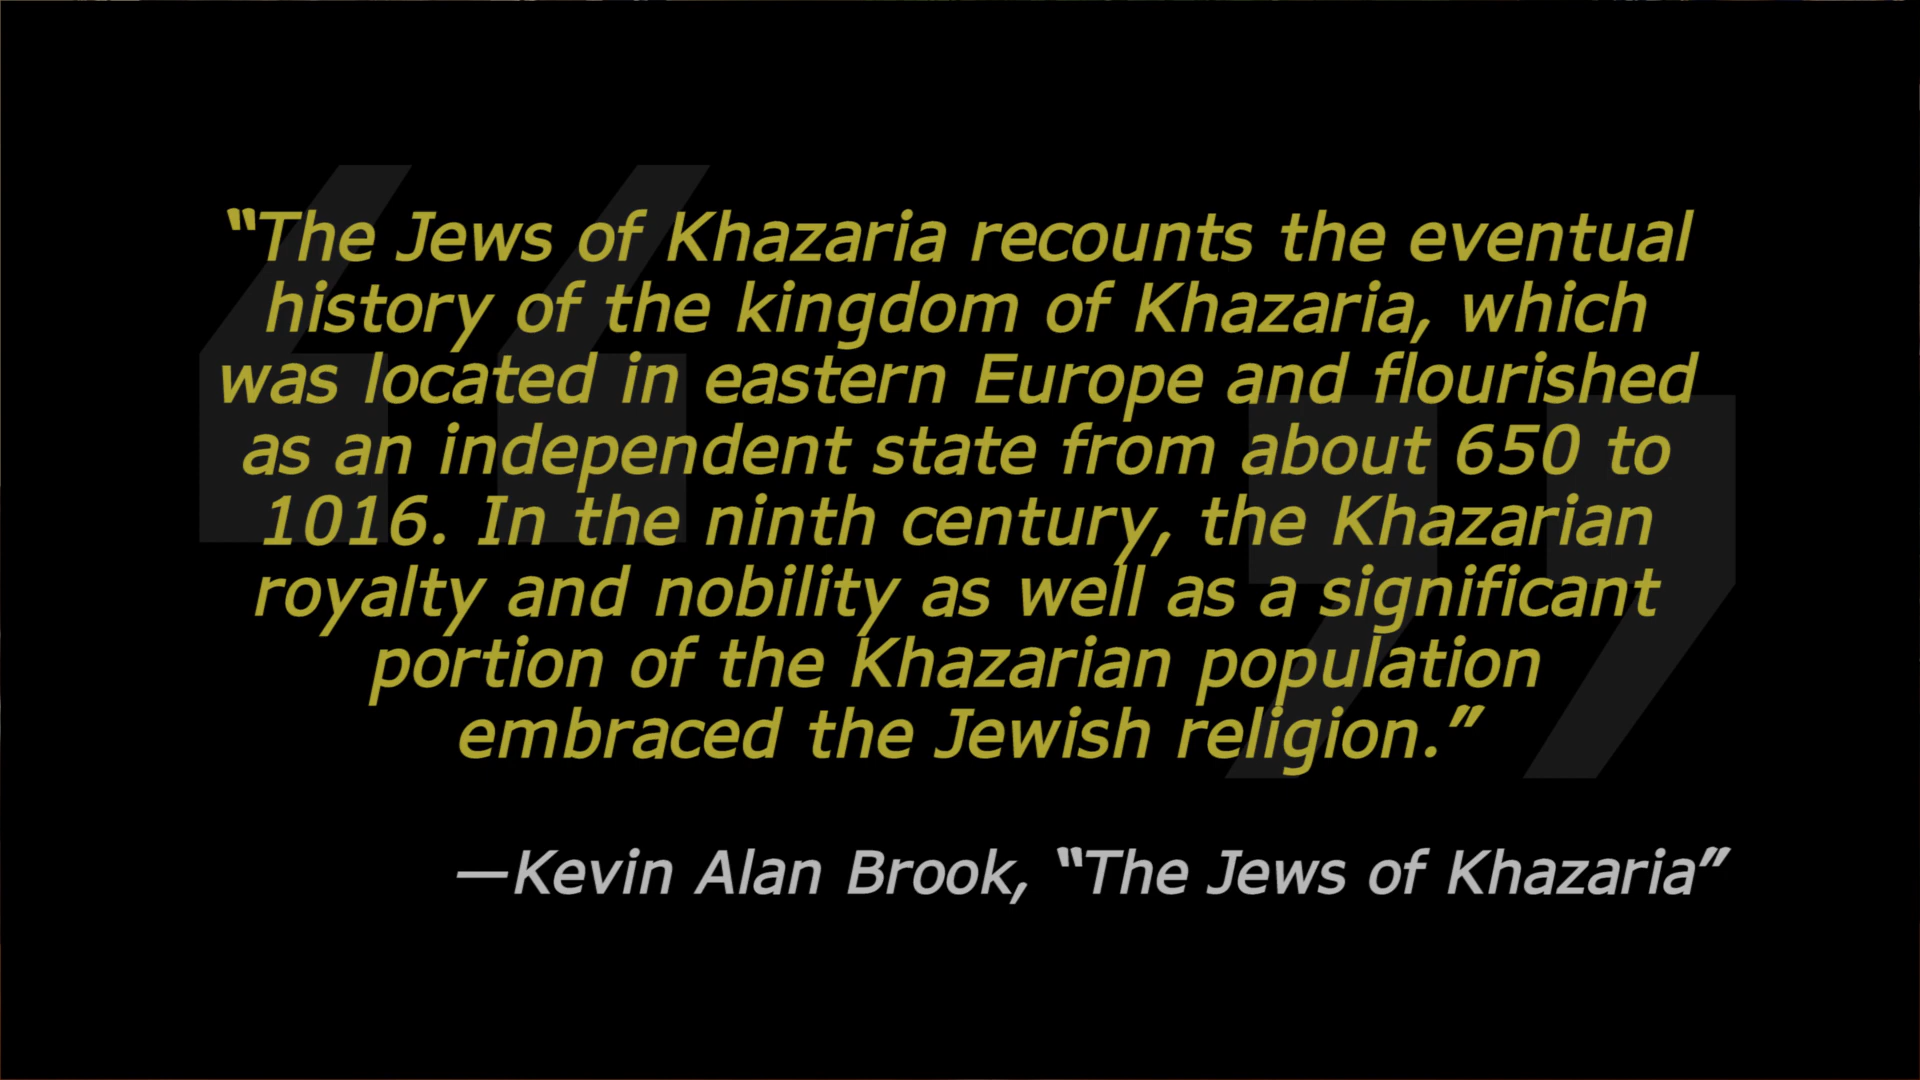 “The Jews of Khazaria recounts the eventual
history of the kingdom of Khazaria, which
was located in eastern Europe and flourished
as an independent state from about 650 to
1016. In the ninth century, the Khazarian
royalty and nobility as well as a significant
portion of the Khazarian population
embraced the Jewish religion.”
—Kevin Alan Brook, “The Jews of Khazaria”